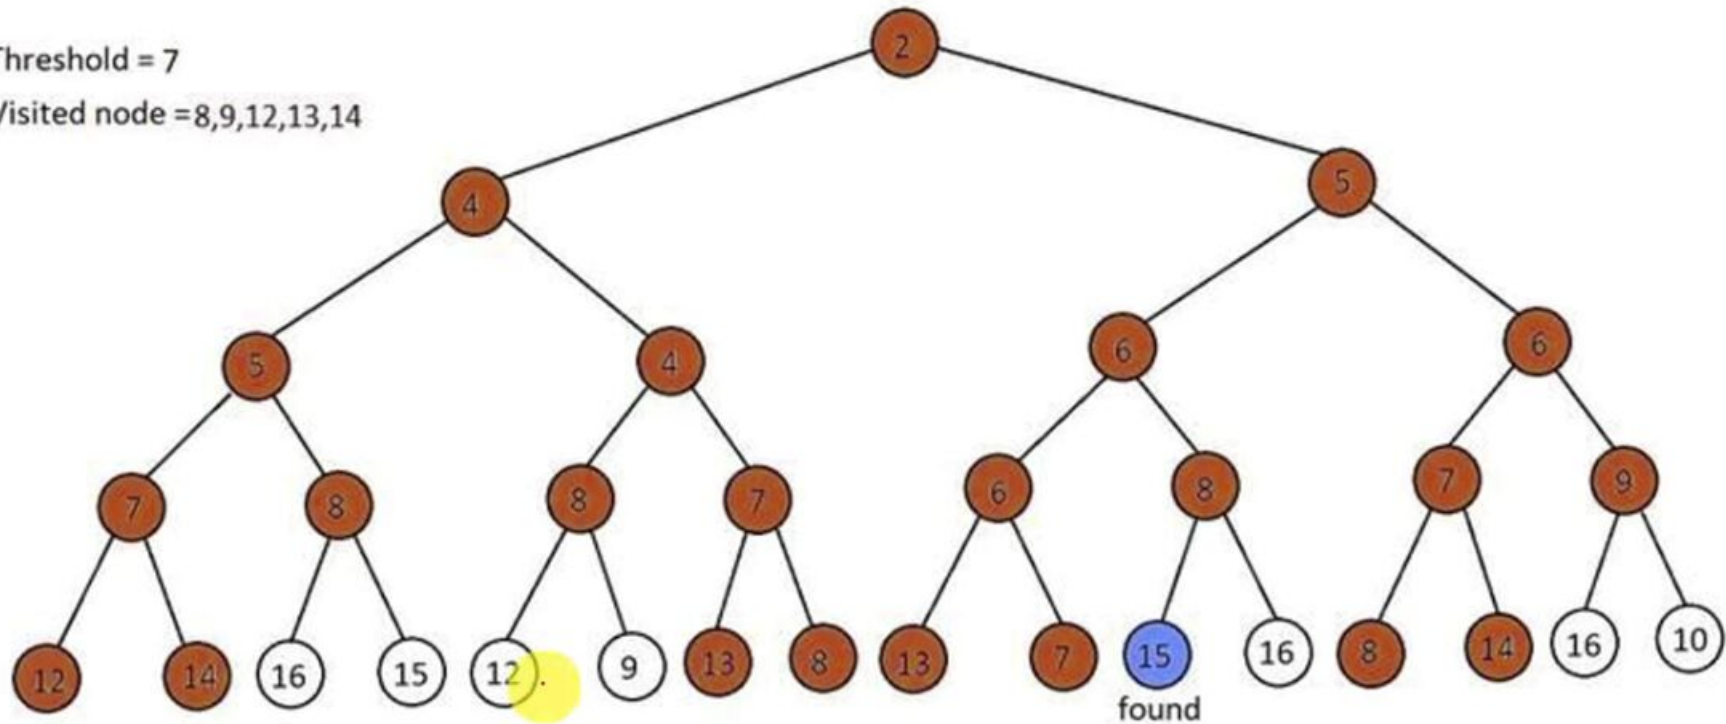 Threshold = 7
Visited node =8,9,12,13,14
2
4 5
5 4 6 6
7 8 8 7 6 8 7 9
12 14 16 15 12 . 9 13 8 13 7 15 16 8 14 16 10
found